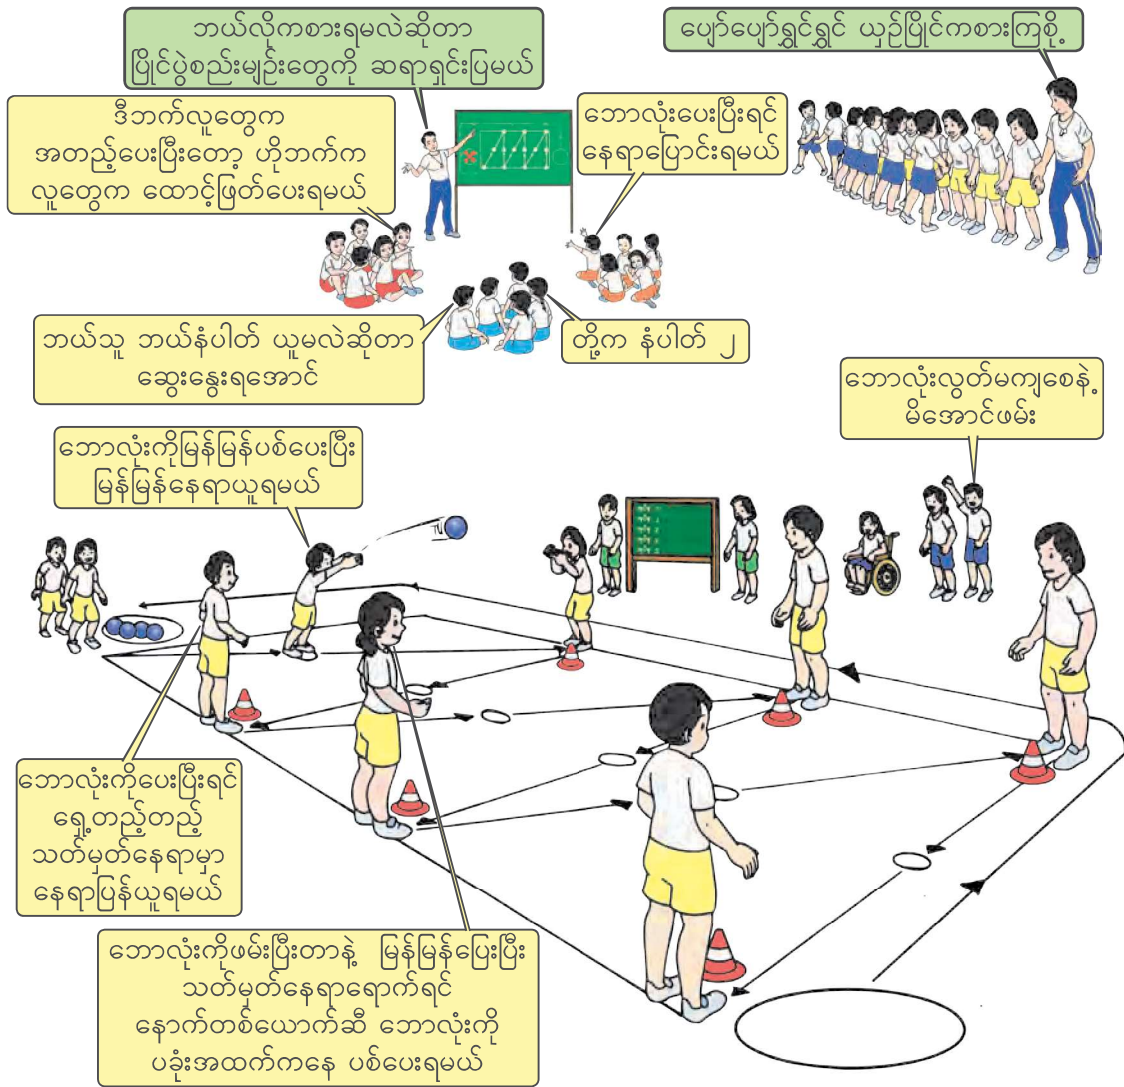 ဘယ်လိုကစားရမလဲဆိုတာ
ပြိုင်ပွဲစည်းမျဉ်းတွေကို ဆရာရှင်းပြမယ်
ပျော်ပျော်ရွှင်ရွှင် ယှဉ်ပြိုင်ကစားကြစို့
ဒီဘက်လူတွေက
အတည့်ပေးပြီးတော့ ဟိုဘက်က
လူတွေက ထောင့်ဖြတ်ပေးရမယ်
ဘောလုံးပေးပြီးရင်
နေရာပြောင်းရမယ်
ဘယ်သူ ဘယ်နံပါတ် ယူမလဲဆိုတာ
ဆွေးနွေးရအောင်
တို့က နံပါတ် ၂
ဘောလုံးလွတ်မကျစေနဲ့
မိအောင်ဖမ်း
ဘောလုံးကိုမြန်မြန်ပစ်ပေးပြီး
မြန်မြန်နေရာယူရမယ်
ဘောလုံးကိုပေးပြီးရင်
ရှေ့တည့်တည့်
သတ်မှတ်နေရာမှာ
နေရာပြန်ယူရမယ်
ဘောလုံးကိုဖမ်းပြီးတာနဲ့ မြန်မြန်ပြေးပြီး
သတ်မှတ်နေရာရောက်ရင်
နောက်တစ်ယောက်ဆီ ဘောလုံးကို
ပခုံးအထက်ကနေ ပစ်ပေးရမယ်